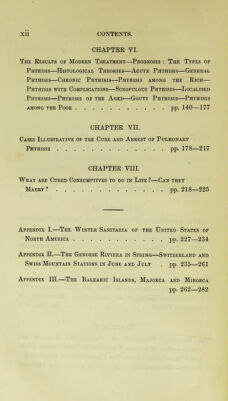 xii CONTENTS.
CHAPTER VI.
The Results of Modern Treatment—Prognosis: The Types of
Phthisis—Histological Theories—Acute Phthisis—General
Phthisis—Chronic Phthisis—Phthisis among the Rich—
Phthisis with Complications—Scrofulous Phthisis—Localised
Phthisis—Phthisis of the Aged—Gouty Phthisis—Phthisis
among the Poor . . . . . . . . . . . pp. 140—177
CHAPTER VII.
Cases Illustrative of the Cure and Arrest of Pulmonary
Phthisis . . . . . . . . . . . . . pp. 178—217
CHAPTER VIII.
What are Cured Consumptives to do in Life?—Can they
Marry? . . . . . . . . . . . . . pp. 218—225
Appendix I.—The Winter Sanitaria of the United States of
North America . . . . . . . . . . . pp. 227—234
Appendix II.—The Genoese Riviera in Spring—Switzerland and
Swiss Mountain Stations in June and July . pp. 235—261
Appendix III.—The Balearic Islands, Majorca and Minorca
pp. 262—282